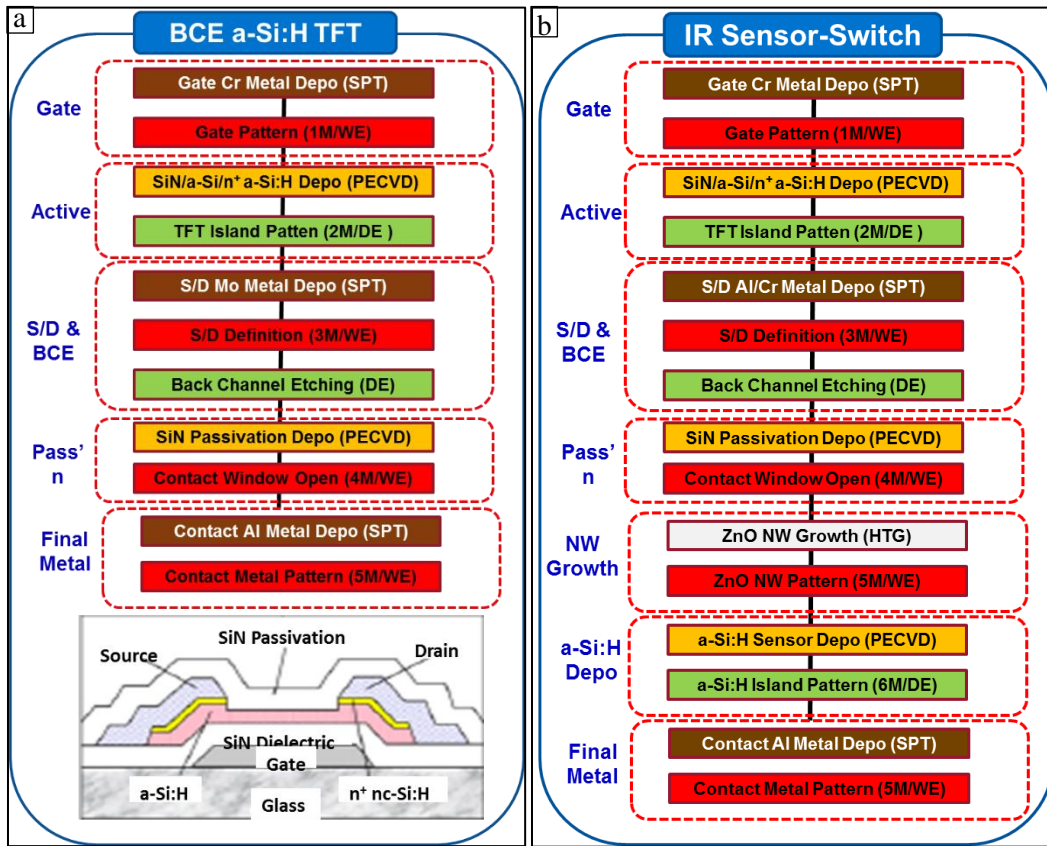 a
BCE a-Si:H TFT
Gate
Gate Cr Metal Depo (SPT)
Gate Pattern (1M/WE)
Active
SiN/a-Si/n⁺ a-Si:H Depo (PECVD)
TFT Island Patten (2M/DE )
S/D &
BCE
S/D Mo Metal Depo (SPT)
S/D Definition (3M/WE)
Back Channel Etching (DE)
Pass'
n
SiN Passivation Depo (PECVD)
Contact Window Open (4M/WE)
Final
Metal
Contact Al Metal Depo (SPT)
Contact Metal Pattern (5M/WE)
SiN Passivation
Source
Drain
SiN Dielectric
Gate
a-Si:H
n⁺ nc-Si:H
Glass
b
IR Sensor-Switch
Gate
Gate Cr Metal Depo (SPT)
Gate Pattern (1M/WE)
Active
SiN/a-Si/n⁺ a-Si:H Depo (PECVD)
TFT Island Patten (2M/DE )
S/D &
BCE
S/D Al/Cr Metal Depo (SPT)
S/D Definition (3M/WE)
Back Channel Etching (DE)
Pass'
n
SiN Passivation Depo (PECVD)
Contact Window Open (4M/WE)
NW
Growth
ZnO NW Growth (HTG)
ZnO NW Pattern (5M/WE)
a-Si:H
Depo
a-Si:H Sensor Depo (PECVD)
a-Si:H Island Pattern (6M/DE)
Final
Metal
Contact Al Metal Depo (SPT)
Contact Metal Pattern (5M/WE)